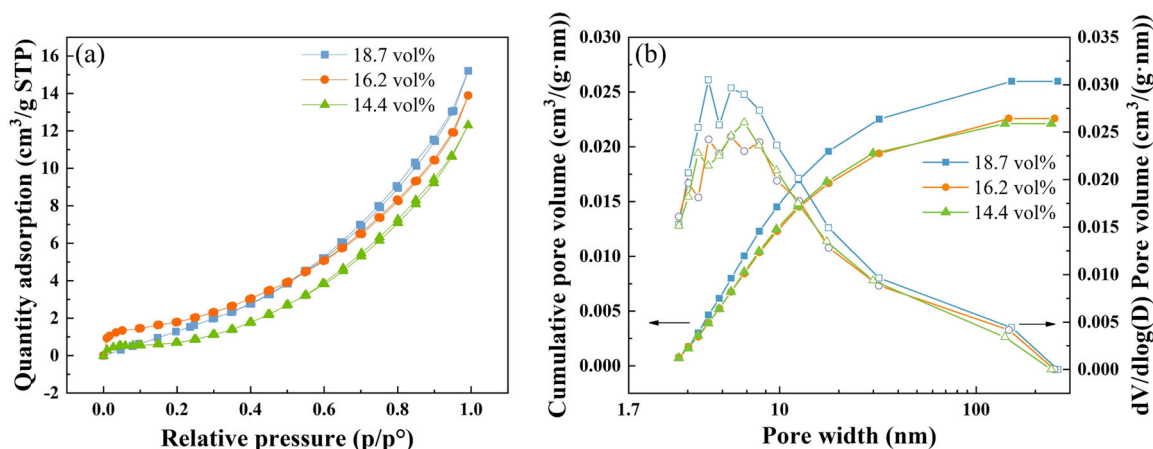 (a)
18.7 vol%
16.2 vol%
14.4 vol%
Quantity adsorption (cm³/g STP)
16
14
12
10
8
6
4
2
0
-2
0.0 0.2 0.4 0.6 0.8 1.0
Relative pressure (p/p°)
(b)
18.7 vol%
16.2 vol%
14.4 vol%
Cumulative pore volume (cm³/(g·nm))
0.030
0.025
0.020
0.015
0.010
0.005
0.000
dV/dlog(D) Pore volume (cm³/(g·nm))
0.035
0.030
0.025
0.020
0.015
0.010
0.005
0.000
1.7 10 100
Pore width (nm)